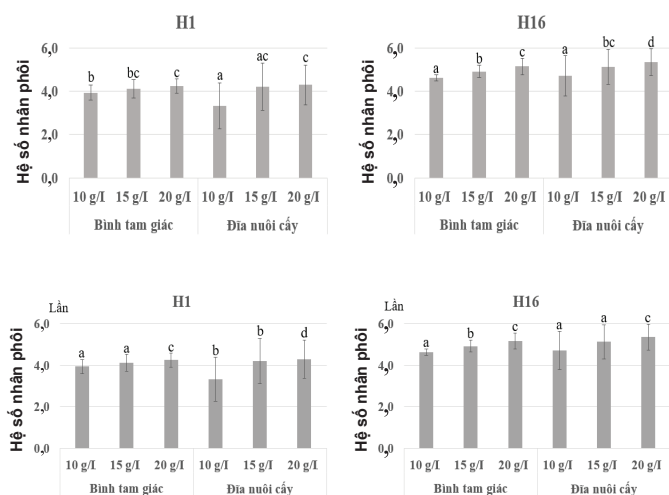 H1
Hệ số nhân phôi
6,0
4,0
2,0
0,0
b bc c a ac c
10 g/l 15 g/l 20 g/l 10 g/l 15 g/l 20 g/l
Bình tam giác Đĩa nuôi cấy
H16
Hệ số nhân phôi
6,0
4,0
2,0
0,0
a b c a bc d
10 g/l 15 g/l 20 g/l 10 g/l 15 g/l 20 g/l
Bình tam giác Đĩa nuôi cấy
H1
Lần
Hệ số nhân phôi
6,0
4,0
2,0
0,0
a a c b b d
10 g/l 15 g/l 20 g/l 10 g/l 15 g/l 20 g/l
Bình tam giác Đĩa nuôi cấy
H16
Lần
Hệ số nhân phôi
6,0
4,0
2,0
0,0
a b c a a c
10 g/l 15 g/l 20 g/l 10 g/l 15 g/l 20 g/l
Bình tam giác Đĩa nuôi cấy